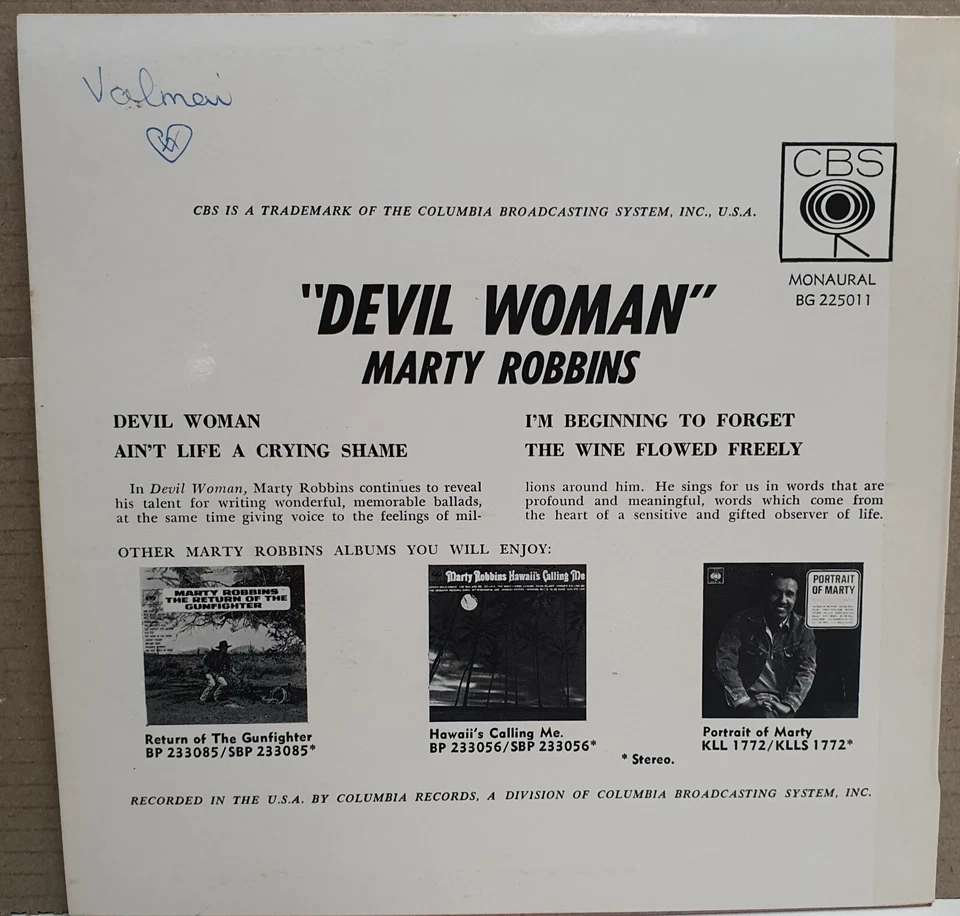 Valmai
CBS
CBS IS A TRADEMARK OF THE COLUMBIA BROADCASTING SYSTEM, INC., U.S.A.
MONAURAL
BG 225011
"DEVIL WOMAN"
MARTY ROBBINS
DEVIL WOMAN
AIN'T LIFE A CRYING SHAME
I'M BEGINNING TO FORGET
THE WINE FLOWED FREELY
In Devil Woman, Marty Robbins continues to reveal
his talent for writing wonderful, memorable ballads,
at the same time giving voice to the feelings of mil-
lions around him. He sings for us in words that are
profound and meaningful, words which come from
the heart of a sensitive and gifted observer of life.
OTHER MARTY ROBBINS ALBUMS YOU WILL ENJOY:
MARTY ROBBINS
THE RETURN OF THE
GUNFIGHTER
Return of The Gunfighter
BP 233085/SBP 233085*
Marty Robbins Hawaii's Calling Me
Hawaii's Calling Me.
BP 233056/SBP 233056*
PORTRAIT
OF MARTY
Portrait of Marty
KLL 1772/KLLS 1772*
* Stereo.
RECORDED IN THE U.S.A. BY COLUMBIA RECORDS, A DIVISION OF COLUMBIA BROADCASTING SYSTEM, INC.